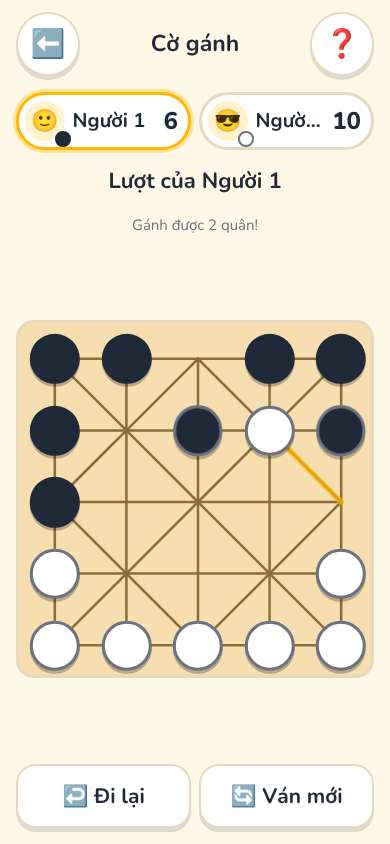 Cờ gánh
Người 1 6
Ngườ... 10
Lượt của Người 1
Gánh được 2 quân!
Đi lại
Ván mới